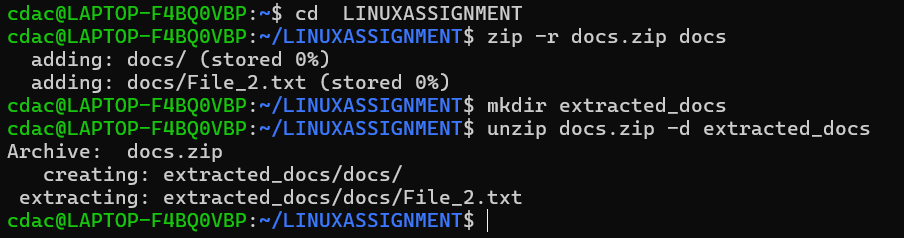 cdac@LAPTOP-F4BQ0VBP:~$ cd  LINUXASSIGNMENT
cdac@LAPTOP-F4BQ0VBP:~/LINUXASSIGNMENT$ zip -r docs.zip docs
  adding: docs/ (stored 0%)
  adding: docs/File_2.txt (stored 0%)
cdac@LAPTOP-F4BQ0VBP:~/LINUXASSIGNMENT$ mkdir extracted_docs
cdac@LAPTOP-F4BQ0VBP:~/LINUXASSIGNMENT$ unzip docs.zip -d extracted_docs
Archive:  docs.zip
   creating: extracted_docs/docs/
 extracting: extracted_docs/docs/File_2.txt
cdac@LAPTOP-F4BQ0VBP:~/LINUXASSIGNMENT$